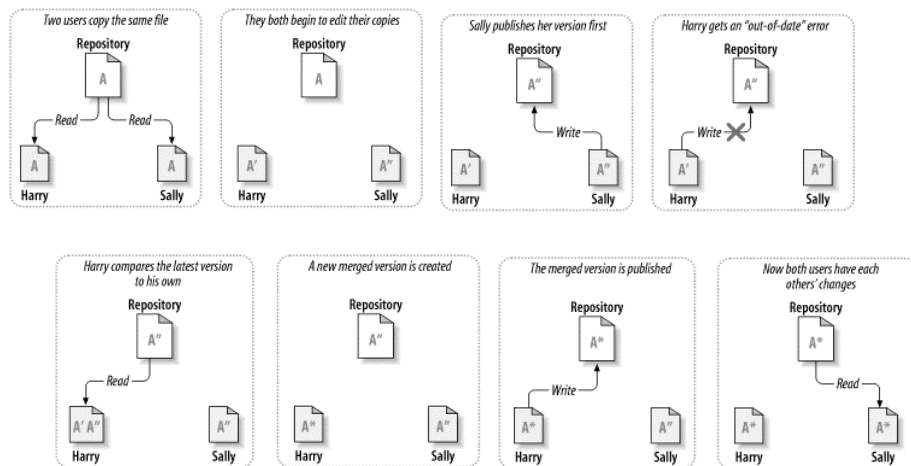 Two users copy the same file
Repository
A
Read Read
A A
Harry Sally
They both begin to edit their copies
Repository
A
A' A"
Harry Sally
Sally publishes her version first
Repository
A"
Write
A' A"
Harry Sally
Harry gets an “out-of-date” error
Repository
A"
Write
A' A"
Harry Sally
Harry compares the latest version
to his own
Repository
A"
Read
A' A" A"
Harry Sally
A new merged version is created
Repository
A"
A* A"
Harry Sally
The merged version is published
Repository
A*
Write
A* A"
Harry Sally
Now both users have each
others’ changes
Repository
A*
Read
A* A*
Harry Sally